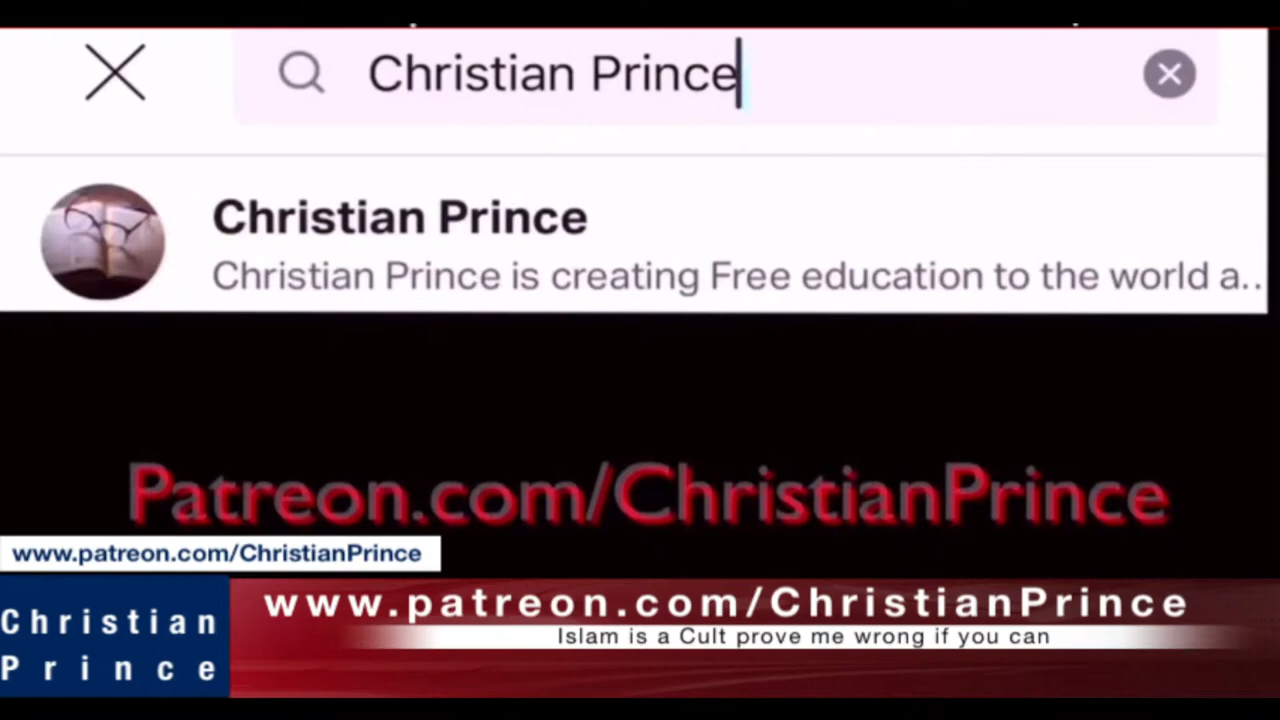 Christian Prince
Christian Prince
Christian Prince is creating Free education to the world a..
Patreon.com/ChristianPrince
www.patreon.com/ChristianPrince
Christian
Prince
www.patreon.com/ChristianPrince
Islam is a Cult prove me wrong if you can